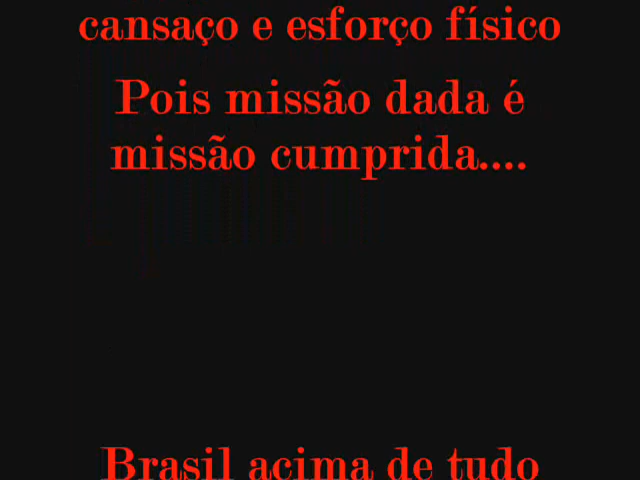 cansaço e esforço físico
Pois missão dada é
missão cumprida....
Brasil acima de tudo